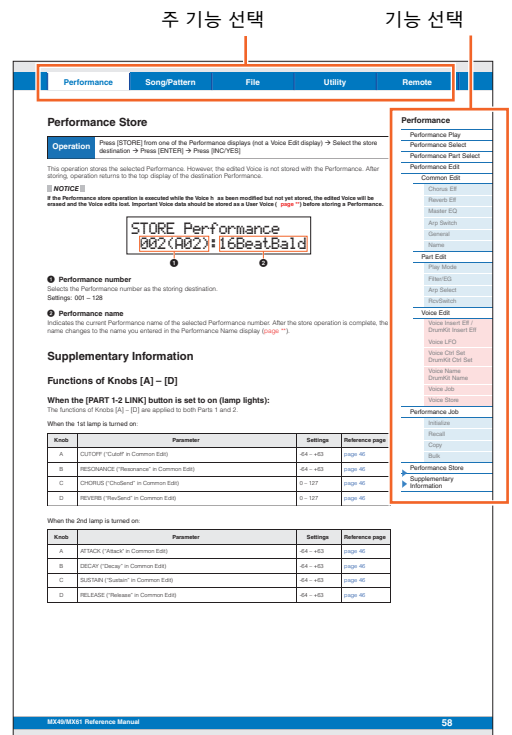 주 기능 선택
기능 선택
Performance
Song/Pattern
File
Utility
Remote
Performance Store
Operation
Press [STORE] from one of the Performance displays (not a Voice Edit display) → Select the store
destination → Press [ENTER] → Press [INC/YES]
This operation stores the selected Performance. However, the edited Voice is not stored with the Performance. After
storing, operation returns to the top display of the destination Performance.
NOTICE
If the Performance store operation is executed while the Voice h as been modified but not yet stored, the edited Voice will be
erased and the Voice edits lost. Important Voice data should be stored as a User Voice ( page **) before storing a Performance.
STORE Performance
002(A02):16BeatBald
❶
❷
❶ Performance number
Selects the Performance number as the storing destination.
Settings: 001 – 128
❷ Performance name
Indicates the current Performance name of the selected Performance number. After the store operation is complete, the
name changes to the name you entered in the Performance Name display (page **).
Supplementary Information
Functions of Knobs [A] – [D]
When the [PART 1-2 LINK] button is set to on (lamp lights):
The functions of Knobs [A] – [D] are applied to both Parts 1 and 2.
When the 1st lamp is turned on:
Knob Parameter Settings Reference page
A CUTOFF ("Cutoff" in Common Edit) -64 – +63 page 46
B RESONANCE ("Resonance" in Common Edit) -64 – +63 page 46
C CHORUS ("ChoSend" in Common Edit) 0 – 127 page 46
D REVERB ("RevSend" in Common Edit) 0 – 127 page 46
When the 2nd lamp is turned on:
Knob Parameter Settings Reference page
A ATTACK ("Attack" in Common Edit) -64 – +63 page 46
B DECAY ("Decay" in Common Edit) -64 – +63 page 46
C SUSTAIN ("Sustain" in Common Edit) -64 – +63 page 46
D RELEASE ("Release" in Common Edit) -64 – +63 page 46
Performance
Performance Play
Performance Select
Performance Part Select
Performance Edit
Common Edit
Chorus Eff
Reverb Eff
Master EQ
Arp Switch
General
Name
Part Edit
Play Mode
Filter/EG
Arp Select
RcvSwitch
Voice Edit
Voice Insert Eff /
DrumKit Insert Eff
Voice LFO
Voice Ctrl Set
DrumKit Ctrl Set
Voice Name
DrumKit Name
Voice Job
Voice Store
Performance Job
Initialize
Recall
Copy
Bulk
Performance Store
Supplementary
Information
MX49/MX61 Reference Manual
58